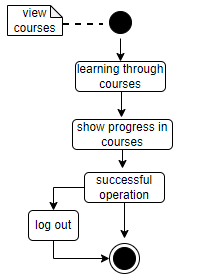 view
courses
learning through
courses
show progress in
courses
successful
operation
log out